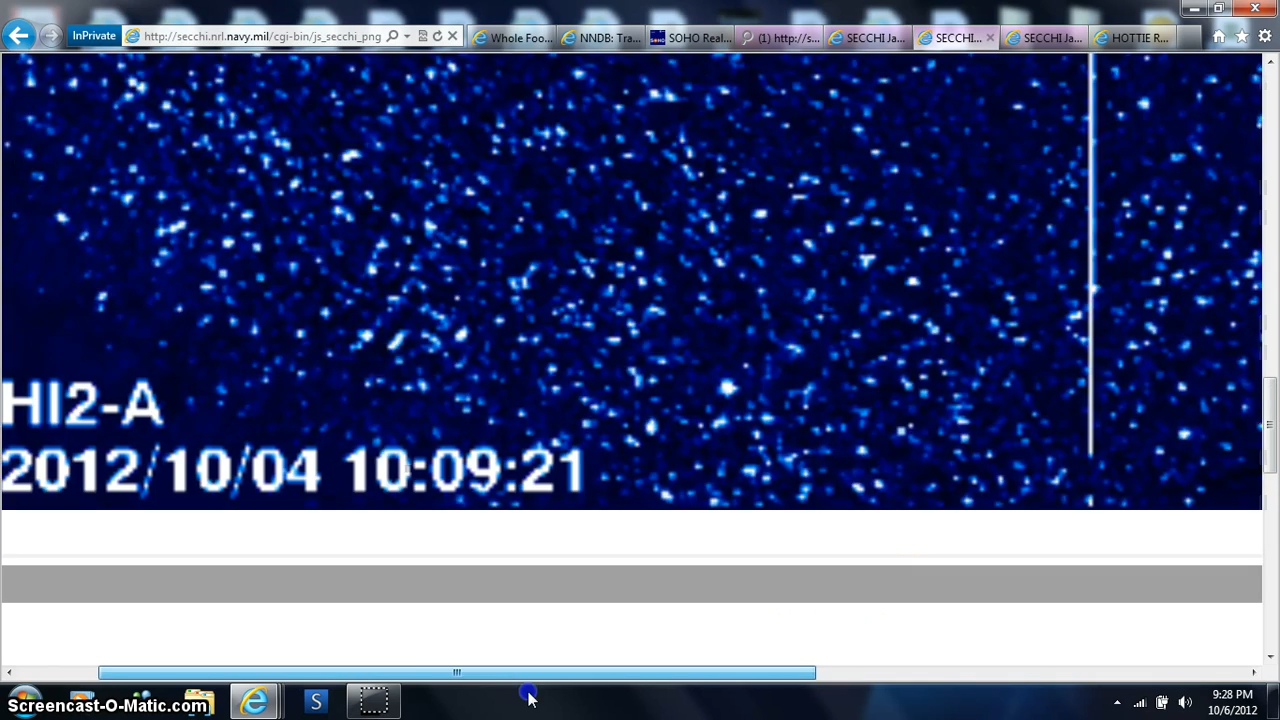 InPrivate
http://secchi.nrl.navy.mil/cgi-bin/js_secchi_png
Whole Foo...
NNDB: Tra...
SOHO Real...
(1) http://s...
SECCHI Ja...
SECCHI...
SECCHI Ja...
HOTTIE R...
HI2-A
2012/10/04 10:09:21
S
9:28 PM
10/6/2012
Screencast-O-Matic.com